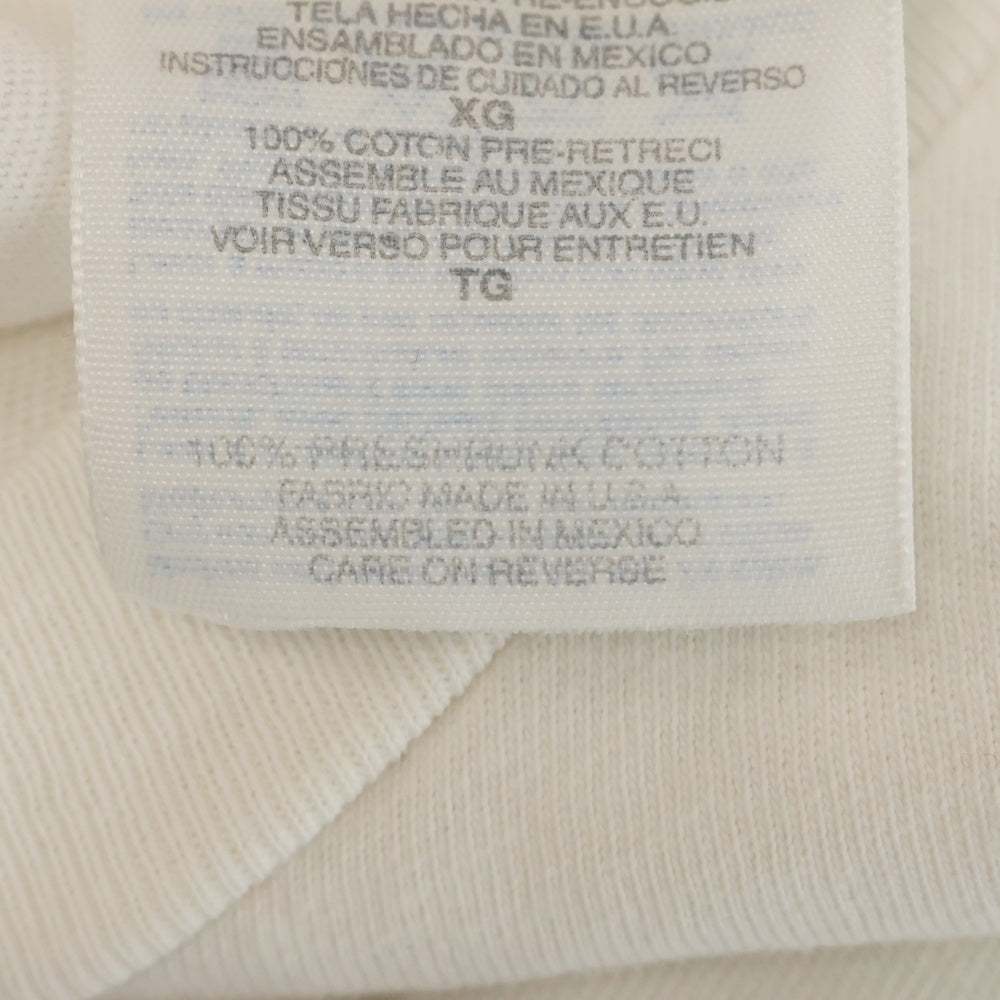 PRE-ENCOGIDO
TELA HECHA EN E.U.A.
ENSAMBLADO EN MEXICO
INSTRUCCIONES DE CUIDADO AL REVERSO
XG
100% COTON PRE-RETRECI
ASSEMBLE AU MEXIQUE
TISSU FABRIQUE AUX E.U.
VOIR VERSO POUR ENTRETIEN
TG
100% PRESHRUNK COTTON
FABRIC MADE IN U.S.A.
ASSEMBLED IN MEXICO
CARE ON REVERSE